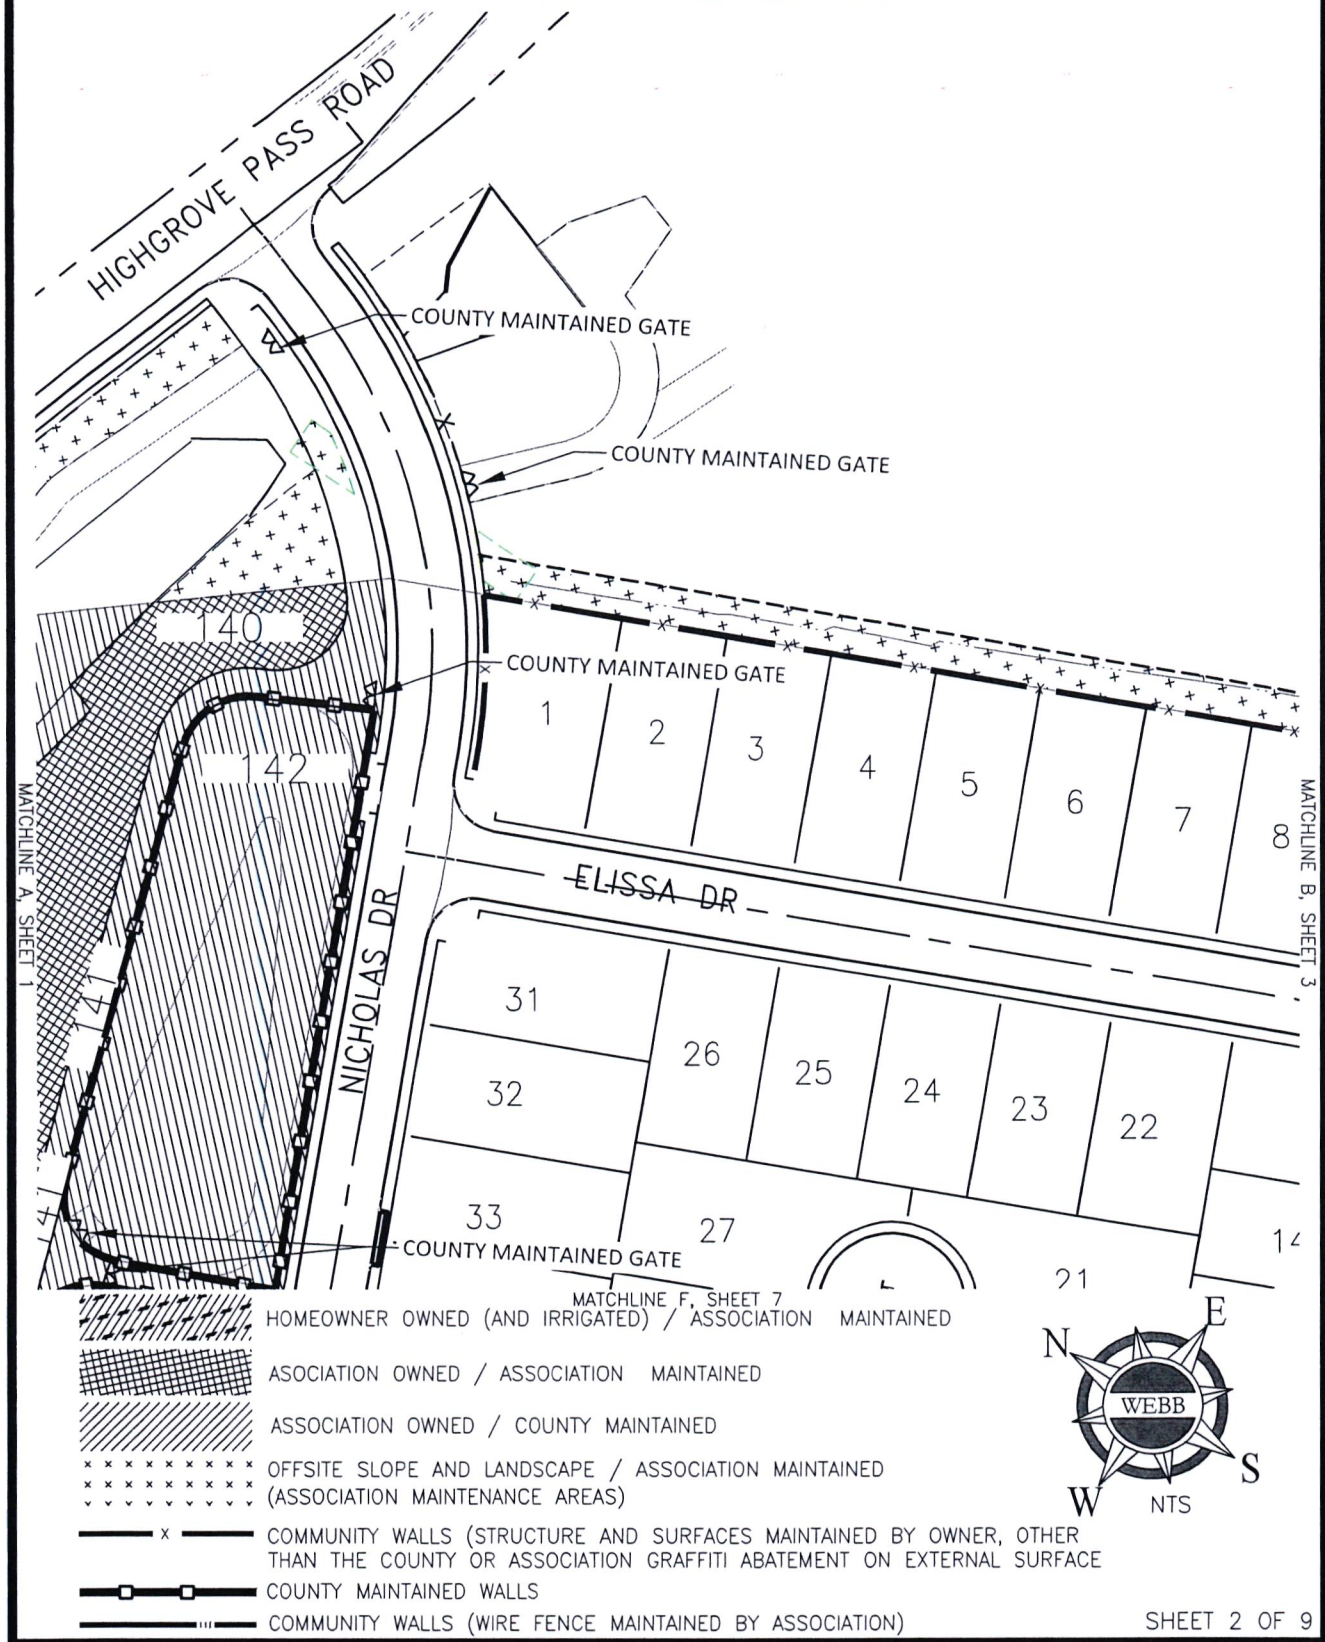 HIGHGROVE PASS ROAD
COUNTY MAINTAINED GATE
COUNTY MAINTAINED GATE
140
COUNTY MAINTAINED GATE
1
2
3
4
5
6
7
8
142
MATCHLINE A, SHEET 1
MATCHLINE B, SHEET 3
ELISSA DR
NICHOLAS DR
141
31
26
25
24
23
22
32
33
27
21
14
41
COUNTY MAINTAINED GATE
MATCHLINE F, SHEET 7
HOMEOWNER OWNED (AND IRRIGATED) / ASSOCIATION MAINTAINED
ASOCIATION OWNED / ASSOCIATION MAINTAINED
ASSOCIATION OWNED / COUNTY MAINTAINED
OFFSITE SLOPE AND LANDSCAPE / ASSOCIATION MAINTAINED
(ASSOCIATION MAINTENANCE AREAS)
x COMMUNITY WALLS (STRUCTURE AND SURFACES MAINTAINED BY OWNER, OTHER
THAN THE COUNTY OR ASSOCIATION GRAFFITI ABATEMENT ON EXTERNAL SURFACE
COUNTY MAINTAINED WALLS
COMMUNITY WALLS (WIRE FENCE MAINTAINED BY ASSOCIATION)
N
E
WEBB
W
S
NTS
SHEET 2 OF 9